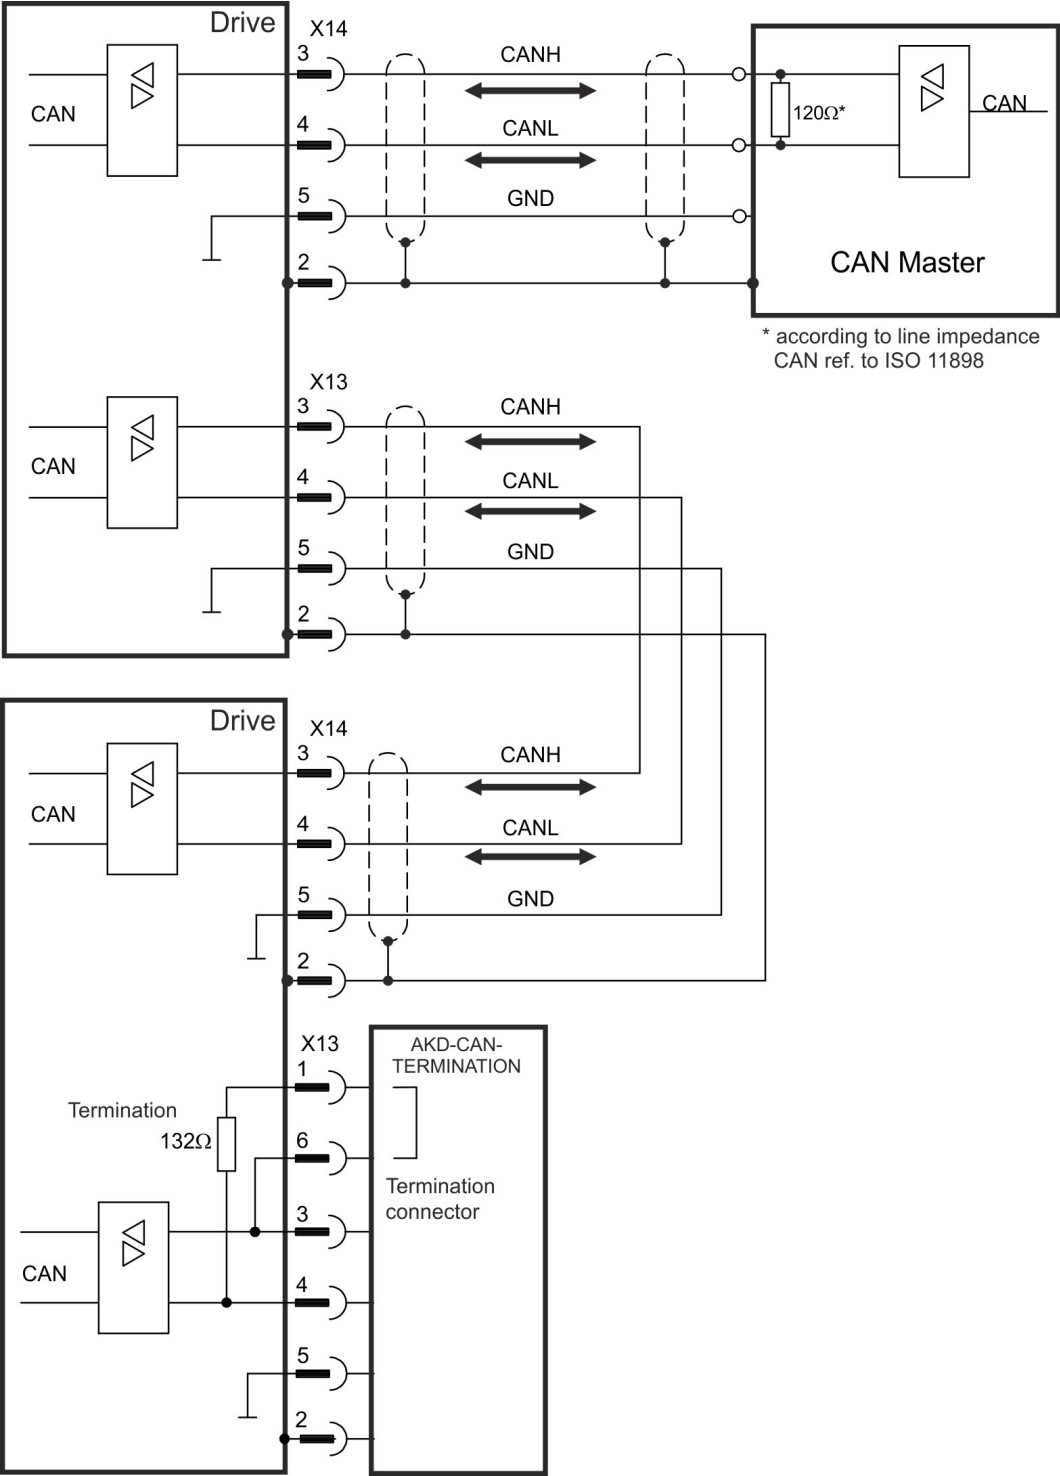 Drive
X14
3
CANH
CAN
4
CANL
120Ω*
CAN
5
GND
2
CAN Master
* according to line impedance
CAN ref. to ISO 11898
X13
3
CANH
CAN
4
CANL
5
GND
2
Drive
X14
3
CANH
CAN
4
CANL
5
GND
2
X13
AKD-CAN-
TERMINATION
1
Termination
132Ω
6
Termination
connector
3
CAN
4
5
2